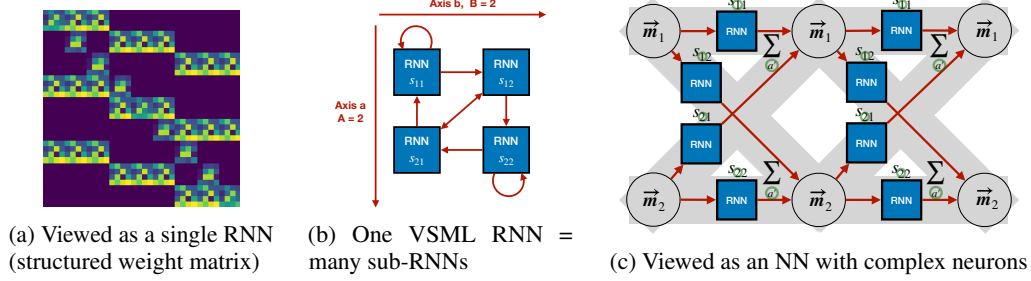 Axis b, B = 2
Axis a
A = 2
RNN
s11
RNN
s12
RNN
s21
RNN
s22
m1
s11
RNN
∑
a'
m1
s11
RNN
∑
a'
m1
s12
RNN
s12
RNN
s21
RNN
s21
RNN
m2
s22
RNN
∑
a'
m2
s22
RNN
∑
a'
m2
(a) Viewed as a single RNN
(structured weight matrix)
(b) One VSML RNN =
many sub-RNNs
(c) Viewed as an NN with complex neurons